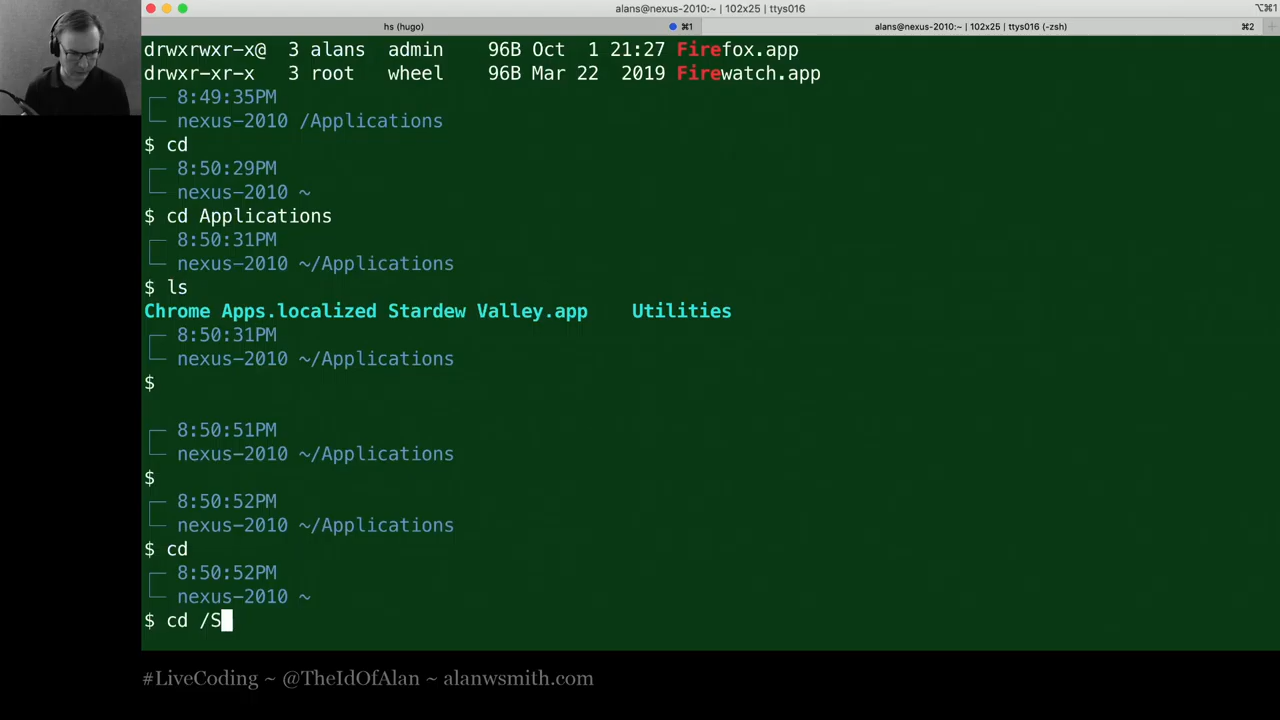 alans@nexus-2010:~ | 102x25 | ttys016
⌥⌘1
hs (hugo)
⌘1
alans@nexus-2010:~ | 102x25 | ttys016 (-zsh)
⌘2
drwxrwxr-x@  3 alans  admin    96B Oct  1 21:27 Firefox.app
drwxr-xr-x   3 root   wheel    96B Mar 22  2019 Firewatch.app
8:49:35PM
nexus-2010 /Applications
$ cd
8:50:29PM
nexus-2010 ~
$ cd Applications
8:50:31PM
nexus-2010 ~/Applications
$ ls
Chrome Apps.localized Stardew Valley.app    Utilities
8:50:31PM
nexus-2010 ~/Applications
$
8:50:51PM
nexus-2010 ~/Applications
$
8:50:52PM
nexus-2010 ~/Applications
$ cd
8:50:52PM
nexus-2010 ~
$ cd /S
#LiveCoding ~ @TheIdOfAlan ~ alanwsmith.com